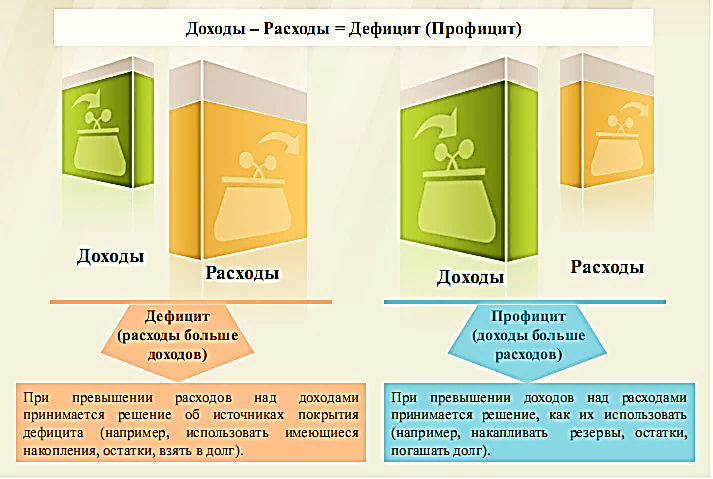 Доходы – Расходы = Дефицит (Профицит)
Доходы
Расходы
Доходы
Расходы
Дефицит
(расходы больше
доходов)
Профицит
(доходы больше
расходов)
При превышении расходов над доходами
принимается решение об источниках покрытия
дефицита (например, использовать имеющиеся
накопления, остатки, взять в долг).
При превышении доходов над расходами
принимается решение, как их использовать
(например, накапливать резервы, остатки,
погашать долг).